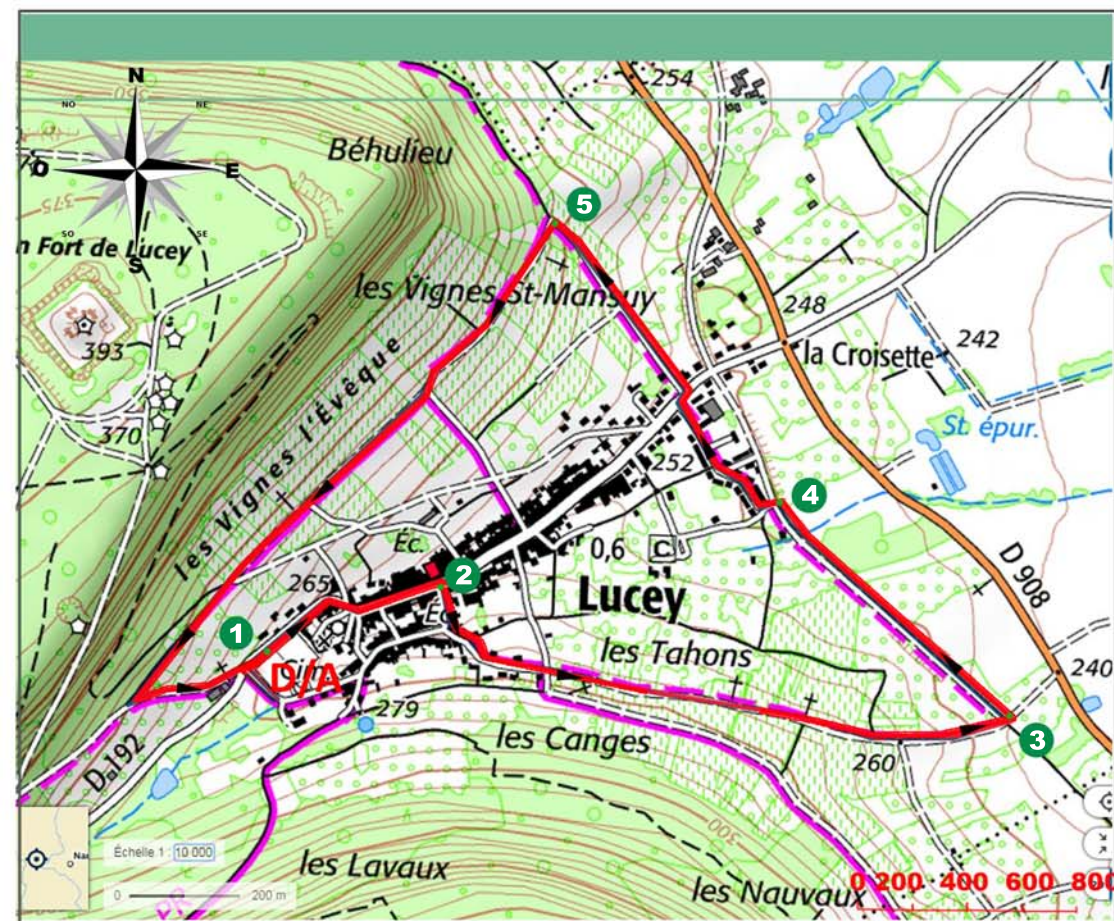 N
NO
NE
O
E
SO
SE
S
350
254
Béhulieu
375
n Fort de Lucey
5
les Vignes St-Mansuy
393
248
242
la Croisette
les Vignes l'Évêque
370
St. épur.
252
4
Éc.
0,6
C
265
2
D 908
Lucey
Éc
1
les Tahons
240
D/A
Cim
279
les Canges
3
D 192
260
Échelle 1 : 10 000
300
les Lavaux
0 200 m
PR
les Nauvaux
0 200 400 600 800